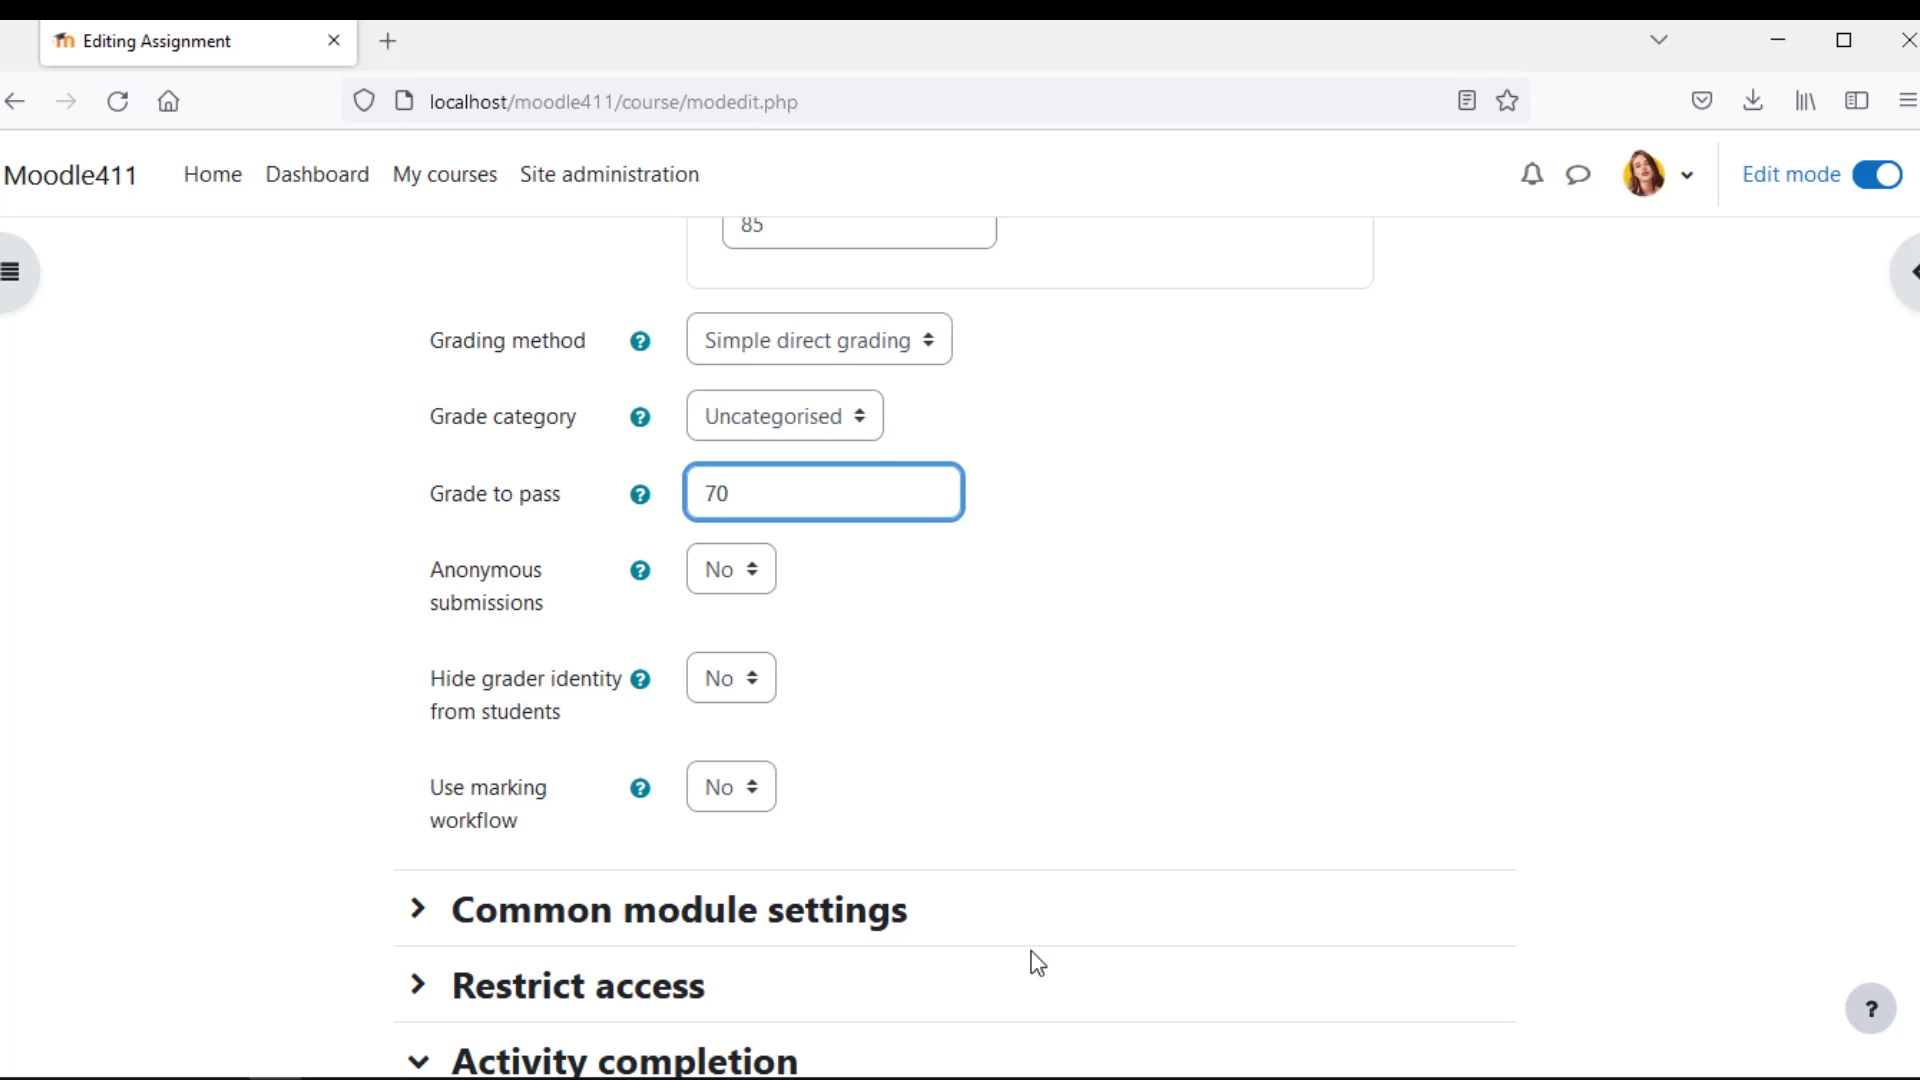 Editing Assignment
localhost/moodle411/course/modedit.php
Moodle411 Home Dashboard My courses Site administration Edit mode
85
Grading method ? Simple direct grading
Grade category ? Uncategorised
Grade to pass ? 70
Anonymous submissions ? No
Hide grader identity from students ? No
Use marking workflow ? No
Common module settings
Restrict access
?
Activity completion